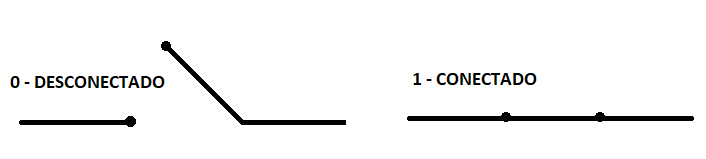 0 - DESCONECTADO
1 - CONECTADO